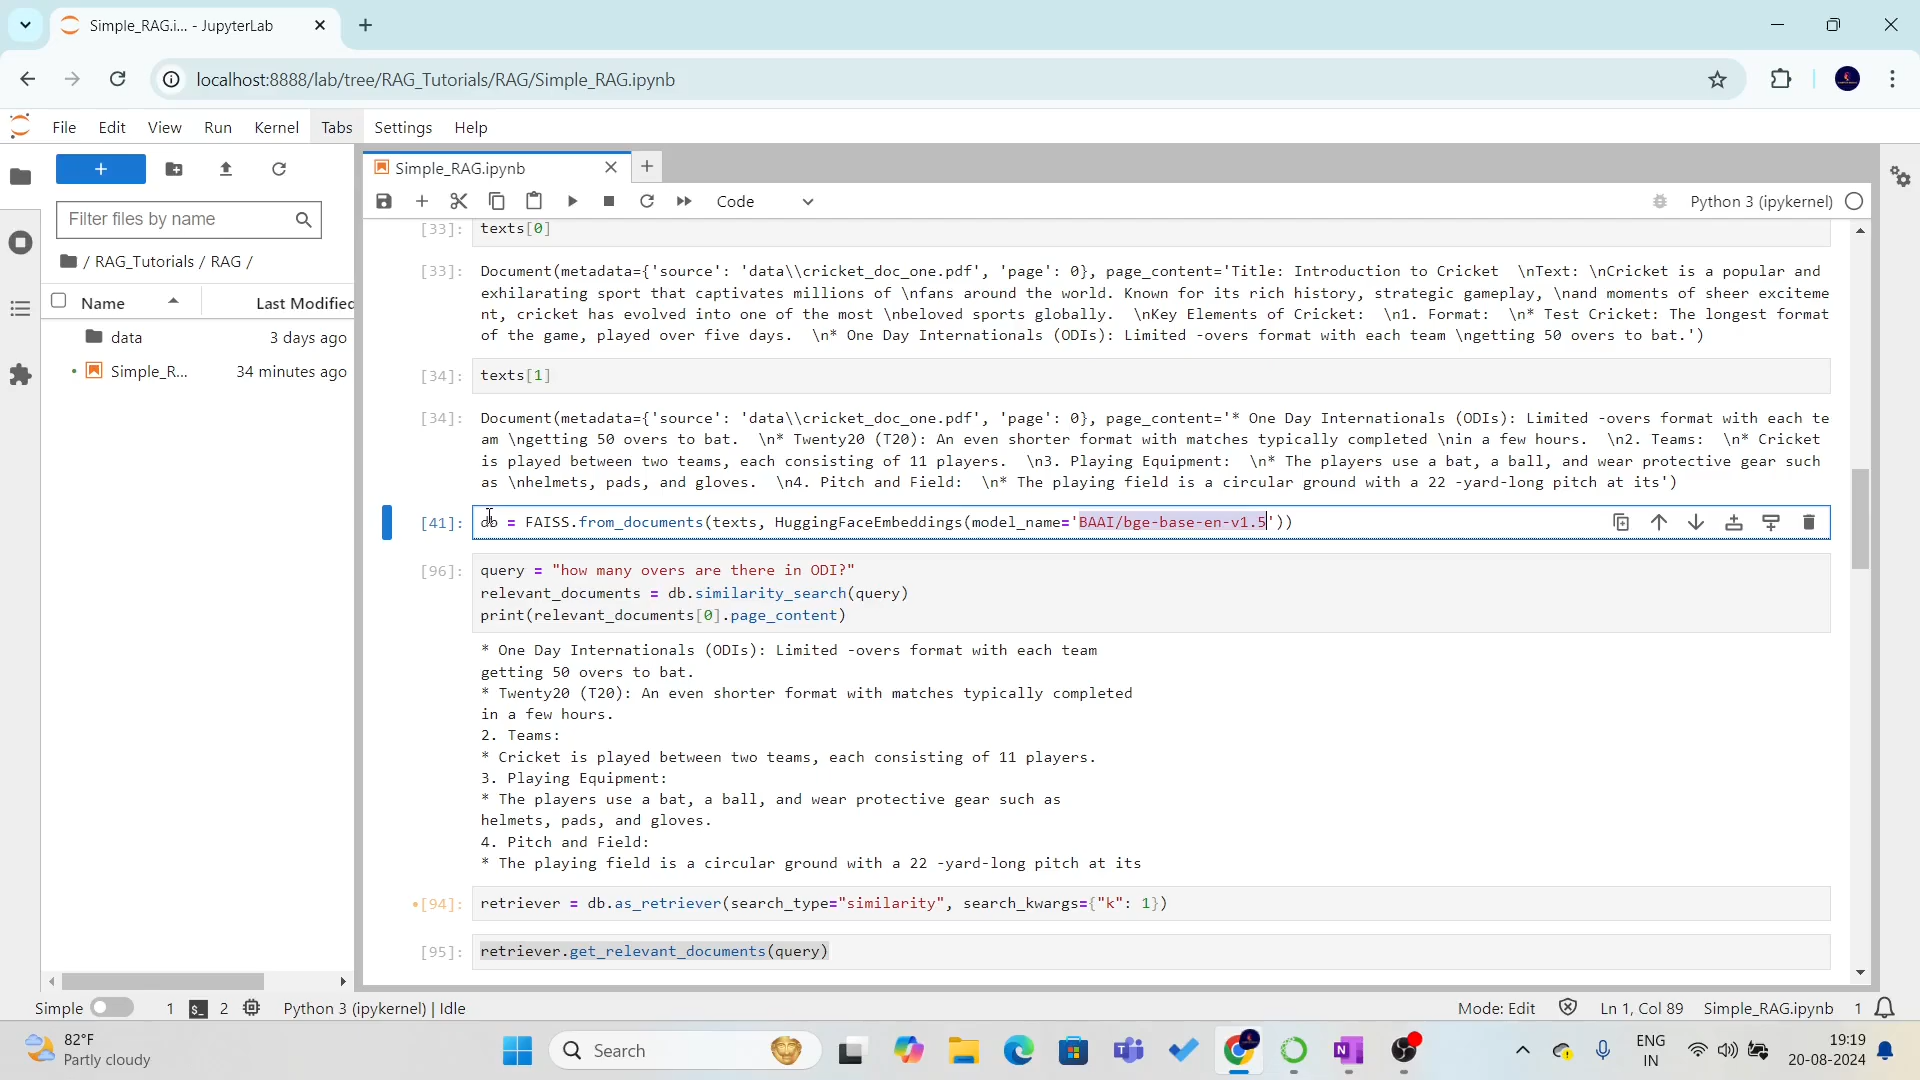 Simple_RAG.i... - JupyterLab
localhost:8888/lab/tree/RAG_Tutorials/RAG/Simple_RAG.ipynb
File Edit View Run Kernel Tabs Settings Help
Simple_RAG.ipynb
Code
Python 3 (ipykernel)
Filter files by name
/ RAG_Tutorials / RAG /
Name Last Modified
data 3 days ago
Simple_R... 34 minutes ago
[33]: texts[0]
[33]: Document(metadata={'source': 'data\\cricket_doc_one.pdf', 'page': 0}, page_content='Title: Introduction to Cricket  \nText: \nCricket is a popular and
exhilarating sport that captivates millions of \nfans around the world. Known for its rich history, strategic gameplay, \nand moments of sheer exciteme
nt, cricket has evolved into one of the most \nbeloved sports globally.  \nKey Elements of Cricket:  \n1. Format:  \n* Test Cricket: The longest format
of the game, played over five days.  \n* One Day Internationals (ODIs): Limited -overs format with each team \ngetting 50 overs to bat.')
[34]: texts[1]
[34]: Document(metadata={'source': 'data\\cricket_doc_one.pdf', 'page': 0}, page_content='* One Day Internationals (ODIs): Limited -overs format with each te
am \ngetting 50 overs to bat.  \n* Twenty20 (T20): An even shorter format with matches typically completed \nin a few hours.  \n2. Teams:  \n* Cricket
is played between two teams, each consisting of 11 players.  \n3. Playing Equipment:  \n* The players use a bat, a ball, and wear protective gear such
as \nhelmets, pads, and gloves.  \n4. Pitch and Field:  \n* The playing field is a circular ground with a 22 -yard-long pitch at its')
[41]: db = FAISS.from_documents(texts, HuggingFaceEmbeddings(model_name='BAAI/bge-base-en-v1.5'))
[96]: query = "how many overs are there in ODI?"
relevant_documents = db.similarity_search(query)
print(relevant_documents[0].page_content)
* One Day Internationals (ODIs): Limited -overs format with each team
getting 50 overs to bat.
* Twenty20 (T20): An even shorter format with matches typically completed
in a few hours.
2. Teams:
* Cricket is played between two teams, each consisting of 11 players.
3. Playing Equipment:
* The players use a bat, a ball, and wear protective gear such as
helmets, pads, and gloves.
4. Pitch and Field:
* The playing field is a circular ground with a 22 -yard-long pitch at its
[94]: retriever = db.as_retriever(search_type="similarity", search_kwargs={"k": 1})
[95]: retriever.get_relevant_documents(query)
Simple 1 2 Python 3 (ipykernel) | Idle Mode: Edit Ln 1, Col 89 Simple_RAG.ipynb 1
82°F
Partly cloudy
Search
ENG
IN
19:19
20-08-2024